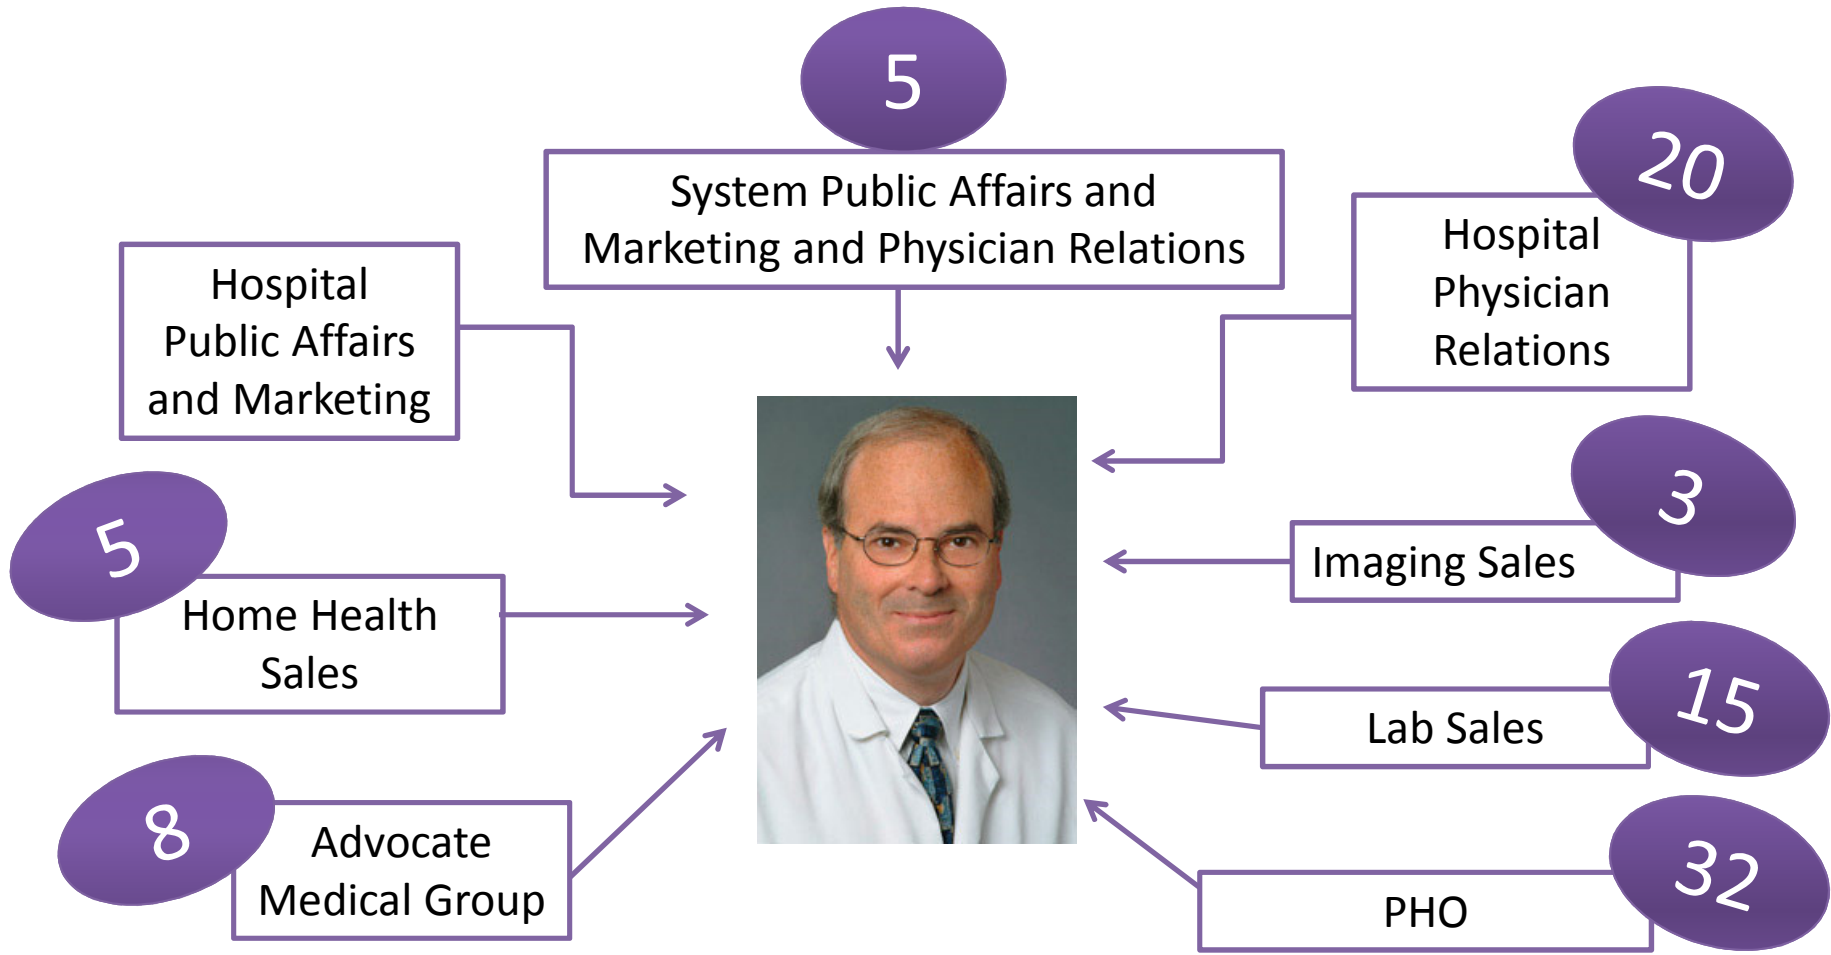 5
System Public Affairs and
Marketing and Physician Relations
20
Hospital
Physician
Relations
Hospital
Public Affairs
and Marketing
5
Home Health
Sales
8
Advocate
Medical Group
3
Imaging Sales
15
Lab Sales
32
PHO